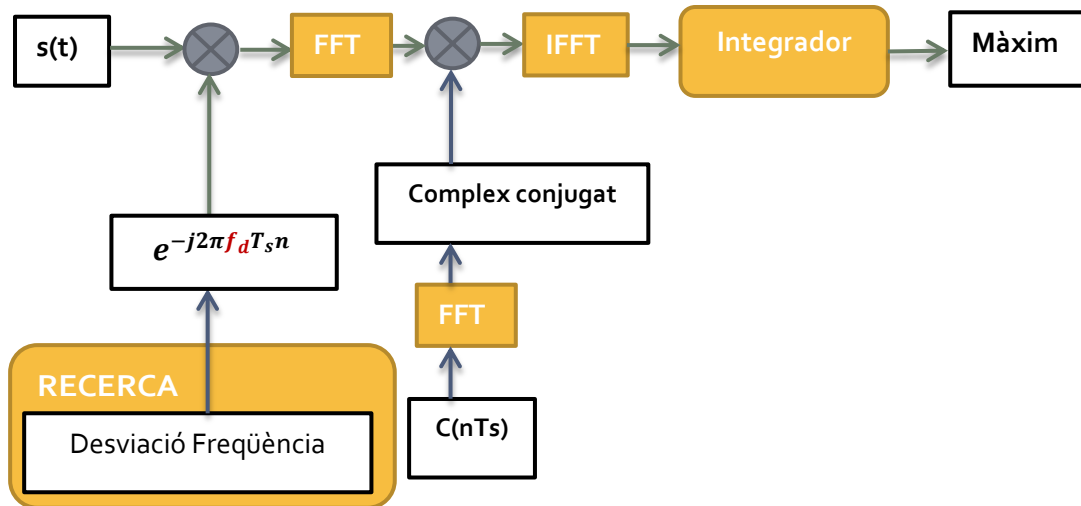 s(t)
FFT
IFFT
Integrador
Màxim
Complex conjugat
e^{-j2πf_dT_sn}
FFT
RECERCA
Desviació Freqüència
C(nTs)